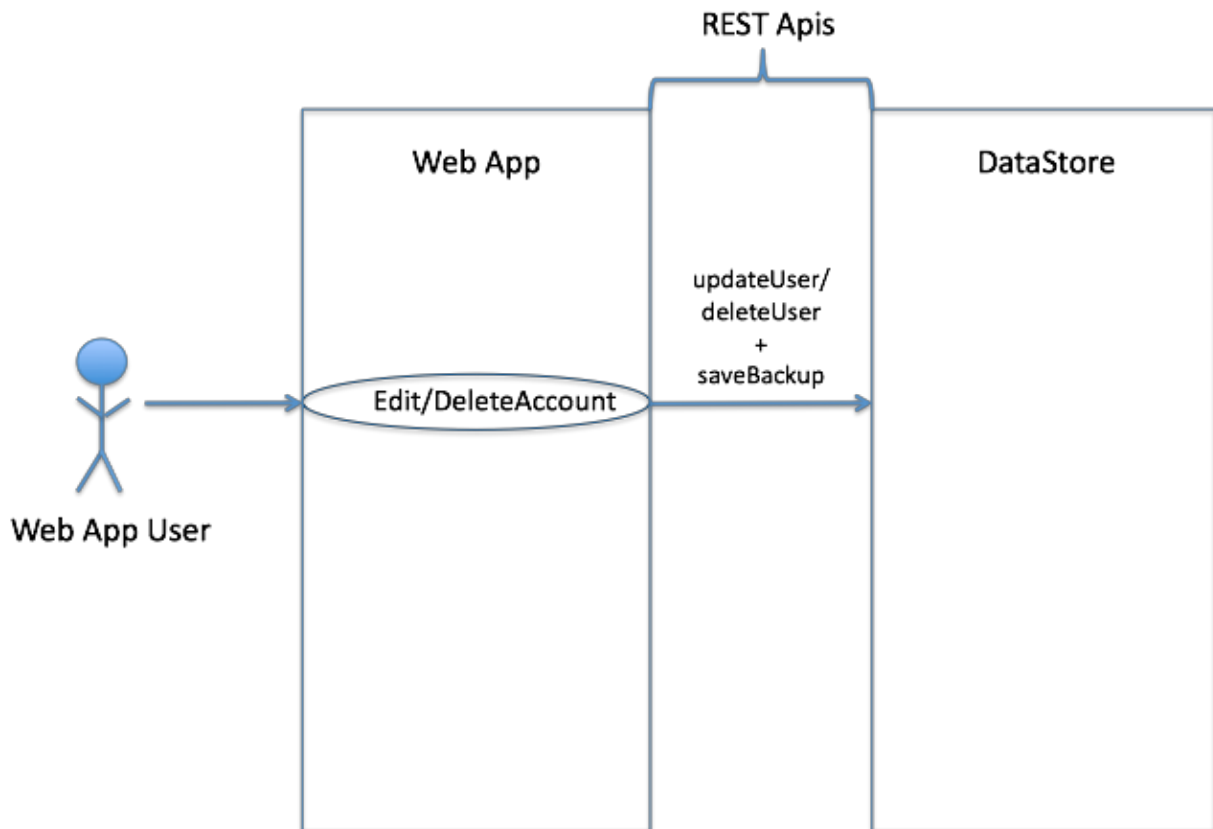 REST Apis
Web App
DataStore
updateUser/
deleteUser
+
saveBackup
Edit/DeleteAccount
Web App User